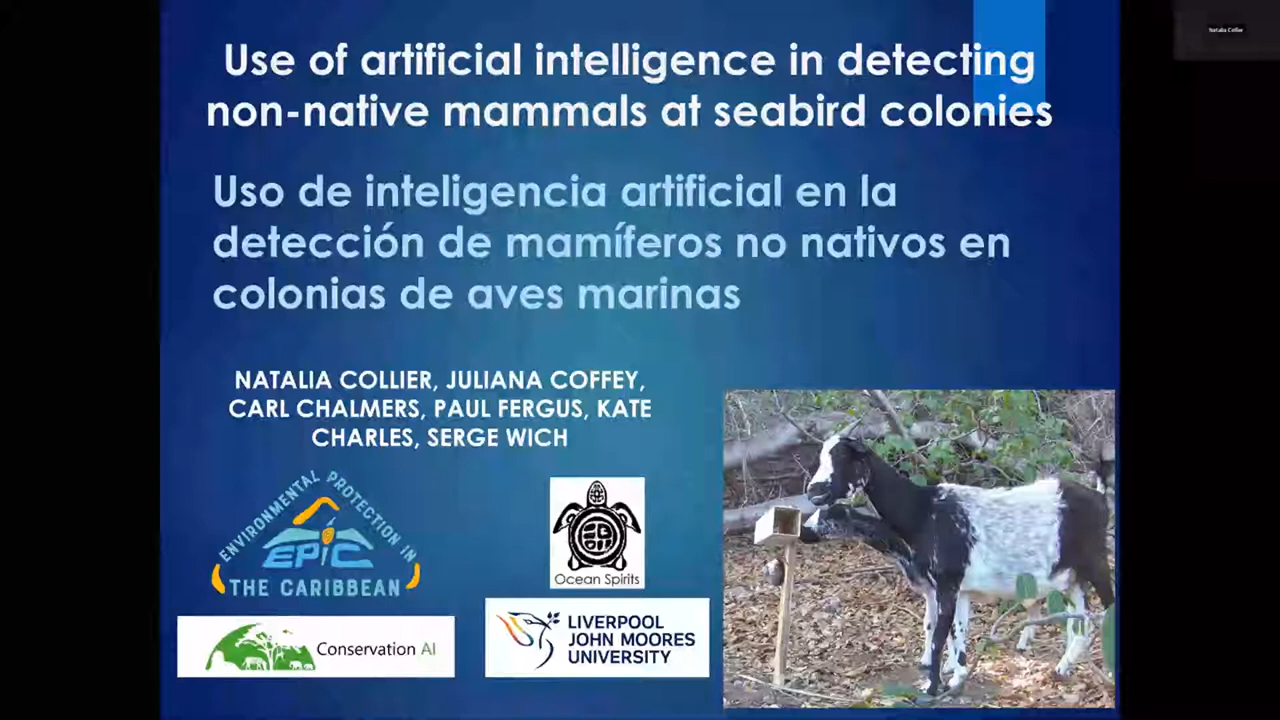 Use of artificial intelligence in detecting
non-native mammals at seabird colonies
Uso de inteligencia artificial en la
detección de mamíferos no nativos en
colonias de aves marinas
NATALIA COLLIER, JULIANA COFFEY,
CARL CHALMERS, PAUL FERGUS, KATE
CHARLES, SERGE WICH
ENVIRONMENTAL PROTECTION IN
EPIC
THE CARIBBEAN
Ocean Spirits
Conservation AI
LIVERPOOL
JOHN MOORES
UNIVERSITY
Natalia Collier